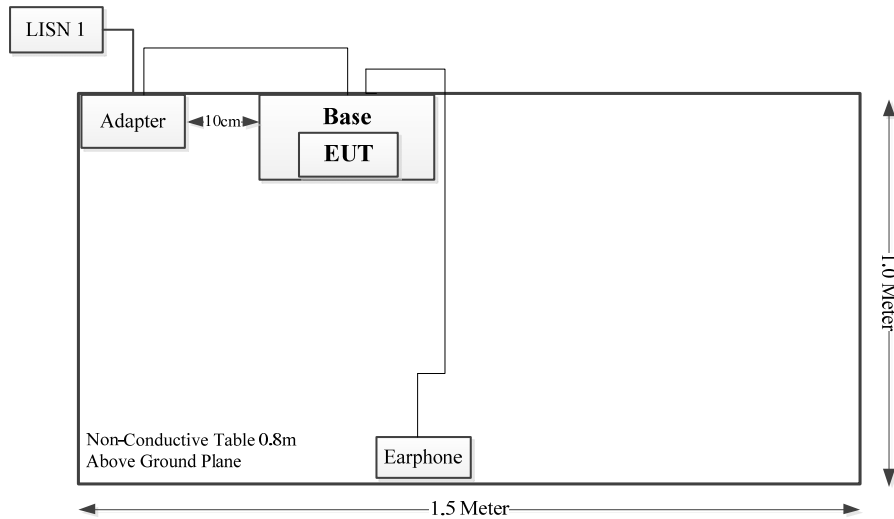 LISN 1
Adapter
10cm
Base
EUT
1.0 Meter
Non-Conductive Table 0.8m
Above Ground Plane
Earphone
1.5 Meter